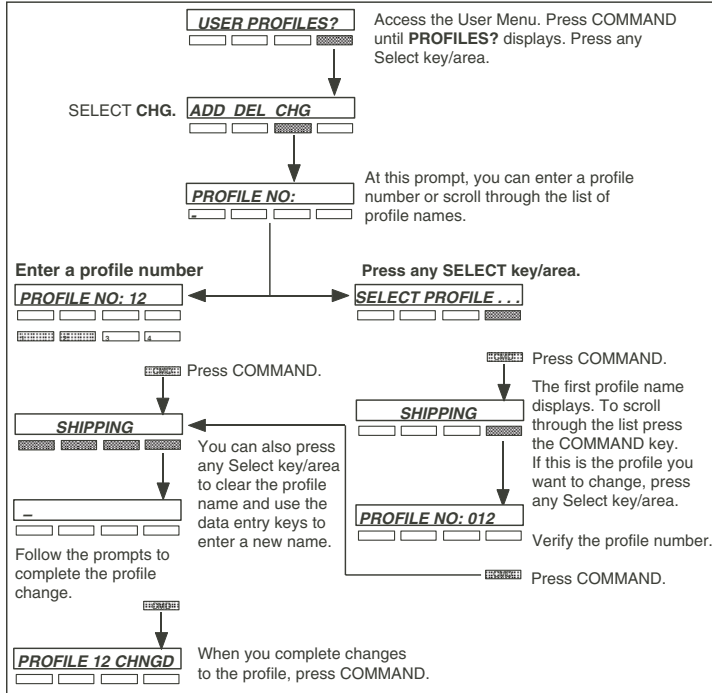 USER PROFILES?
Access the User Menu. Press COMMAND
until PROFILES? displays. Press any
Select key/area.
SELECT CHG.
ADD DEL CHG
PROFILE NO:
At this prompt, you can enter a profile
number or scroll through the list of
profile names.
Enter a profile number
PROFILE NO: 12
1 2 3 4
Press any SELECT key/area.
SELECT PROFILE . . .
CMD Press COMMAND.
SHIPPING
You can also press
any Select key/area
to clear the profile
name and use the
data entry keys to
enter a new name.
_
Follow the prompts to
complete the profile
change.
CMD Press COMMAND.
The first profile name
displays. To scroll
through the list press
the COMMAND key.
If this is the profile you
want to change, press
any Select key/area.
SHIPPING
PROFILE NO: 012
Verify the profile number.
CMD Press COMMAND.
CMD
PROFILE 12 CHNGD
When you complete changes
to the profile, press COMMAND.